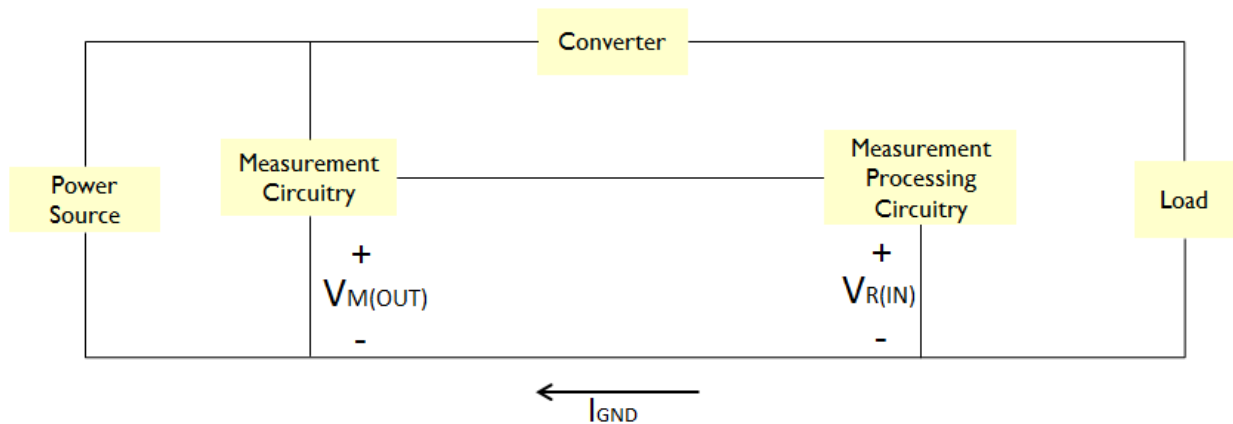 Converter
Measurement
Circuitry
Measurement
Processing
Circuitry
Power
Source
Load
+
VM(OUT)
-
+
VR(IN)
-
IGND